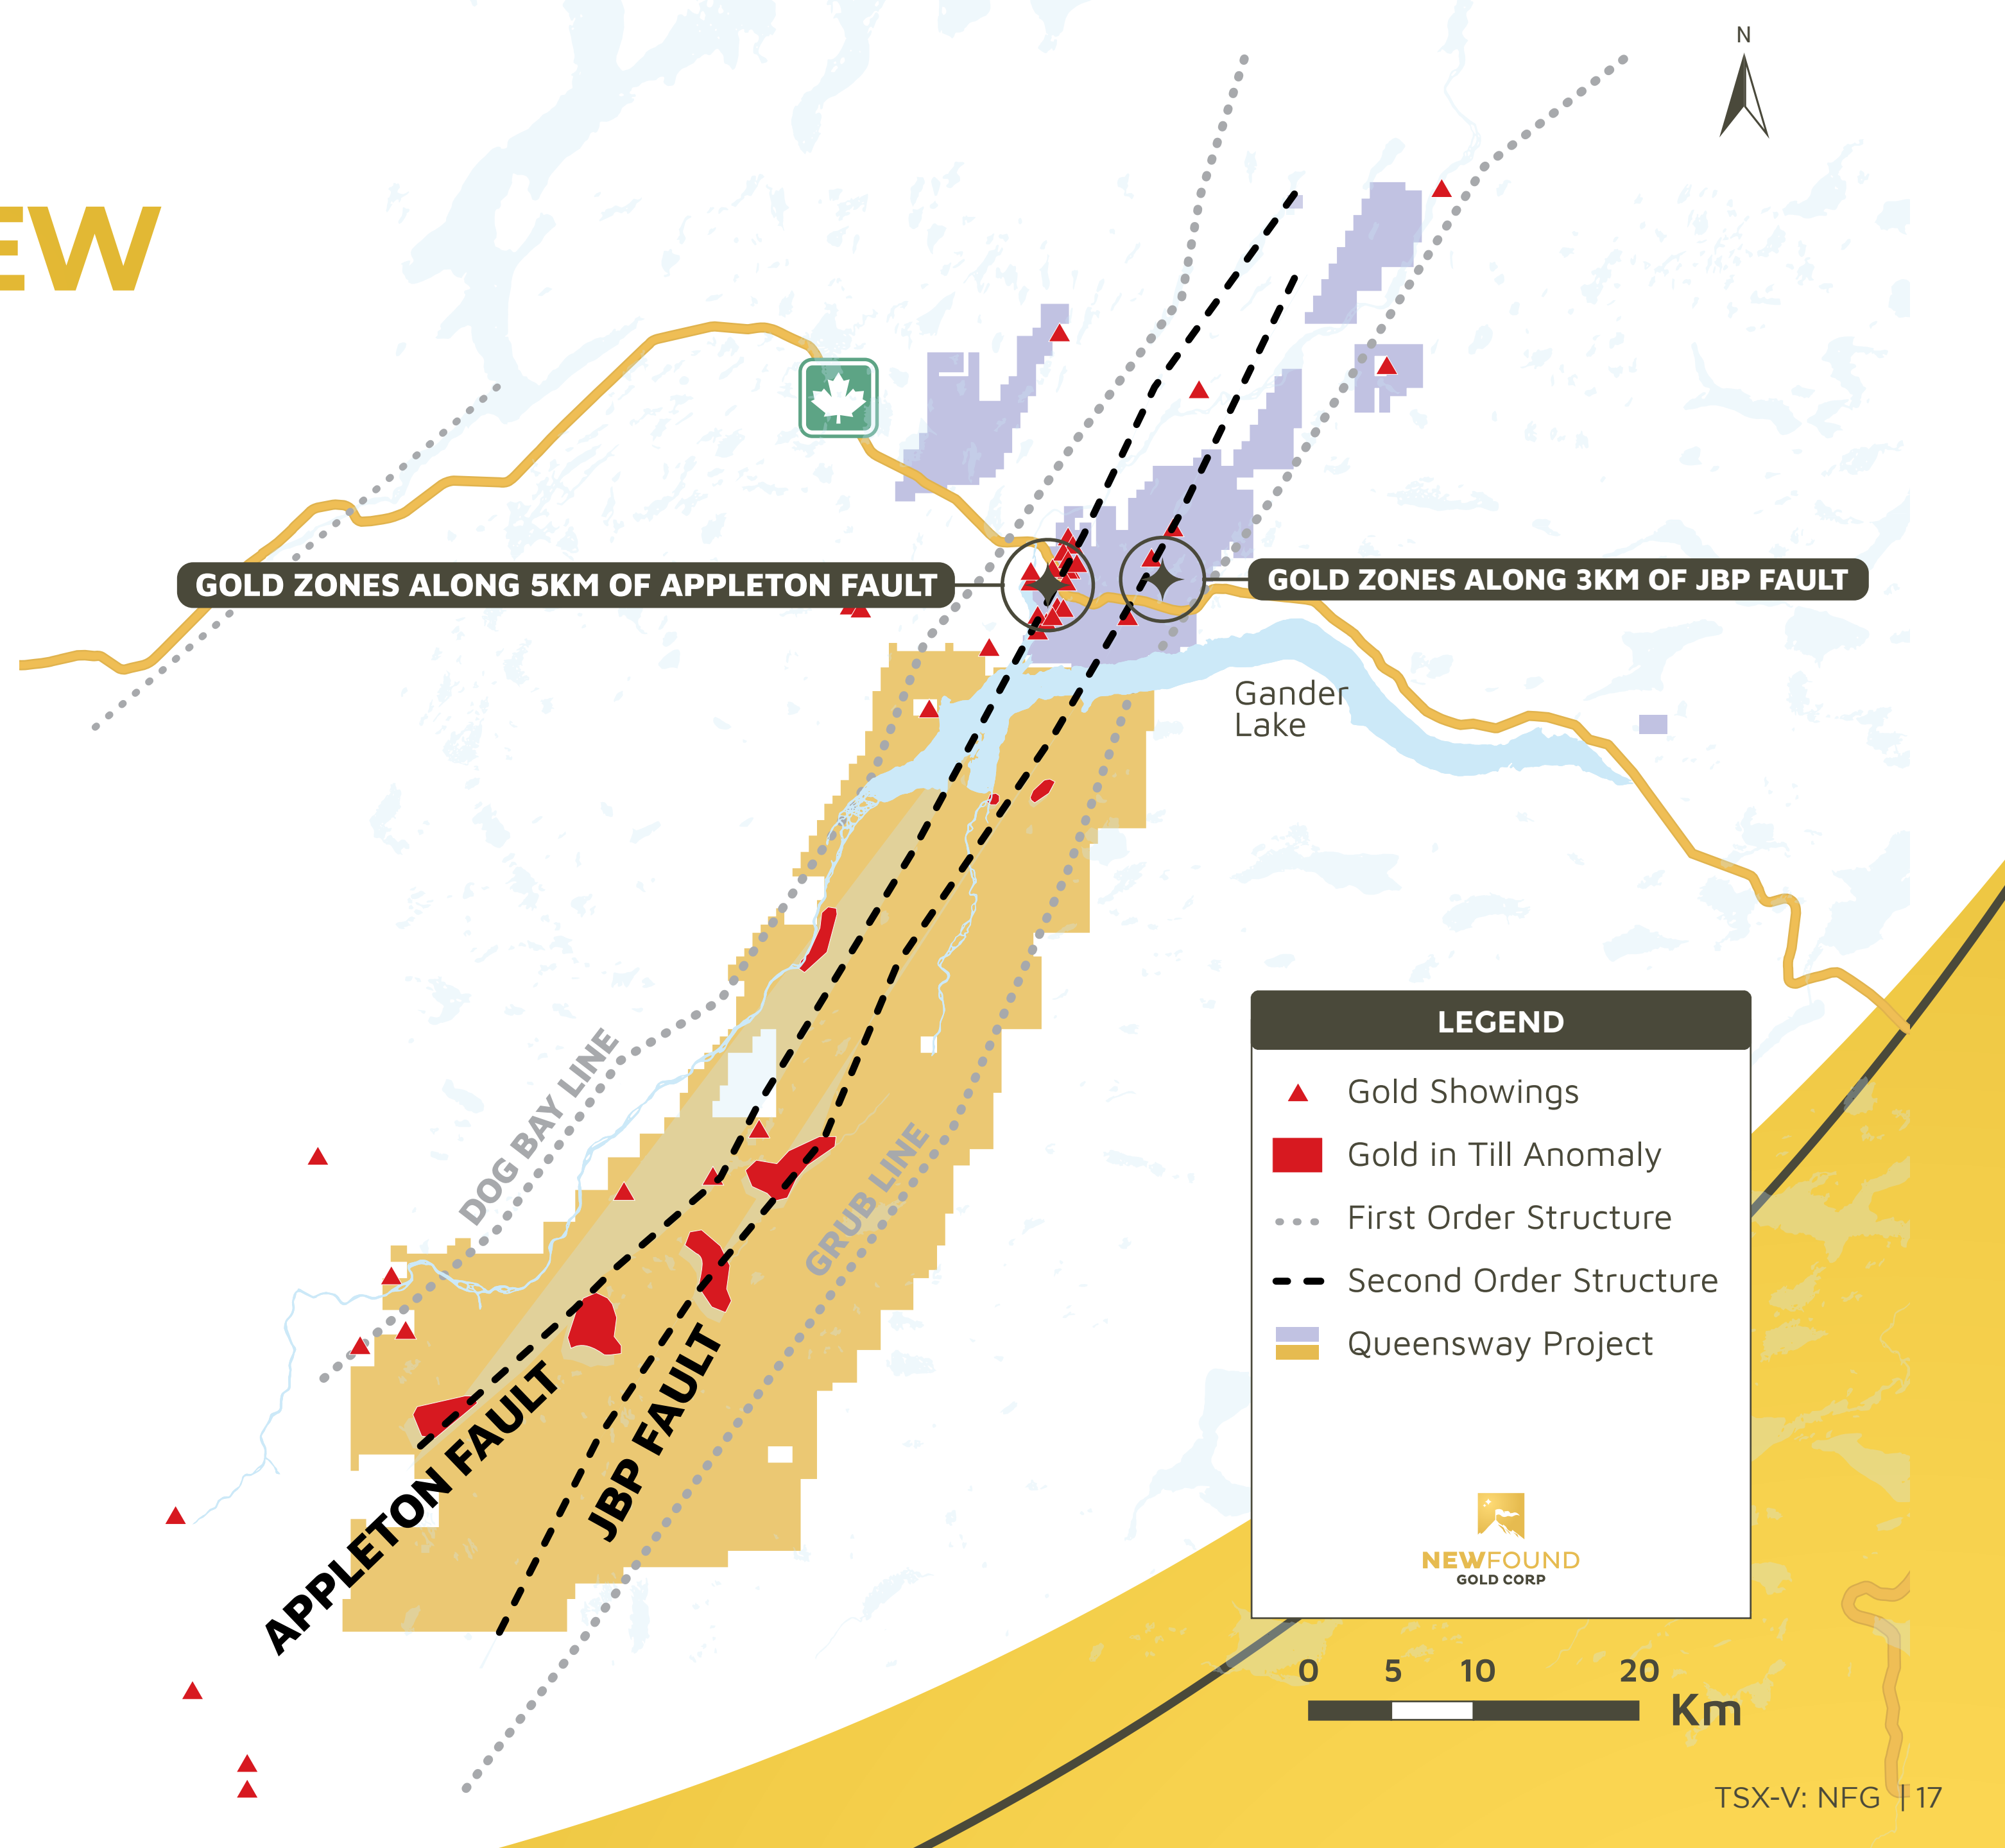 N
EW
GOLD ZONES ALONG 5KM OF APPLETON FAULT
GOLD ZONES ALONG 3KM OF JBP FAULT
Gander
Lake
DOG BAY LINE
GRUB LINE
APPLETON FAULT
JBP FAULT
LEGEND
Gold Showings
Gold in Till Anomaly
First Order Structure
Second Order Structure
Queensway Project
NEWFOUND
GOLD CORP
0 5 10 20
Km
TSX-V: NFG | 17